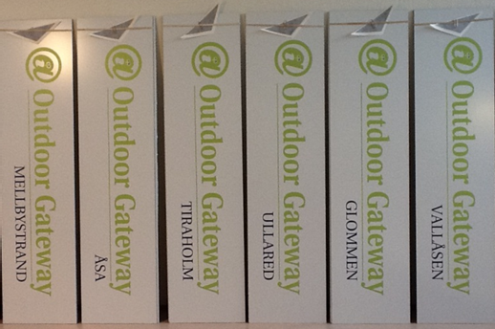 @ Outdoor Gateway
MELLBYSTRAND
@ Outdoor Gateway
ÅSA
@ Outdoor Gateway
TIRAHOLM
@ Outdoor Gateway
ULLARED
@ Outdoor Gateway
GLOMMEN
@ Outdoor Gateway
VALLÅSEN